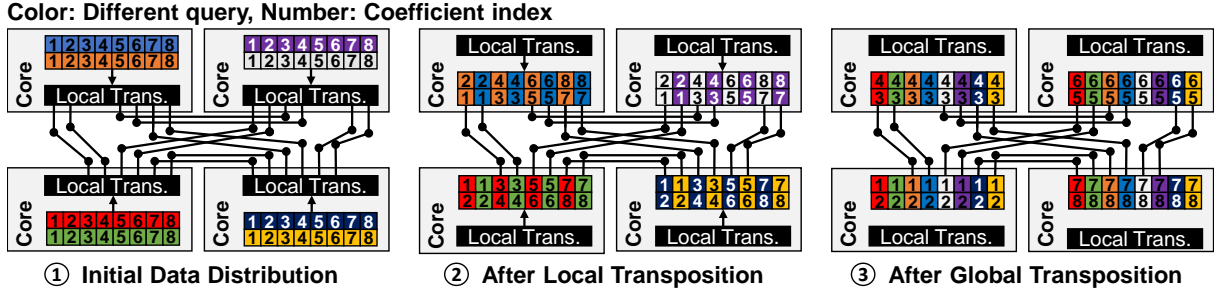 Color: Different query, Number: Coefficient index
Core
1 2 3 4 5 6 7 8
1 2 3 4 5 6 7 8
Local Trans.
Core
1 2 3 4 5 6 7 8
1 2 3 4 5 6 7 8
Local Trans.
Core
Local Trans.
1 2 3 4 5 6 7 8
1 2 3 4 5 6 7 8
Core
Local Trans.
1 2 3 4 5 6 7 8
1 2 3 4 5 6 7 8
① Initial Data Distribution
Core
Local Trans.
2 2 4 4 6 6 8 8
1 1 3 3 5 5 7 7
Core
Local Trans.
2 2 4 4 6 6 8 8
1 1 3 3 5 5 7 7
Core
1 1 3 3 5 5 7 7
2 2 4 4 6 6 8 8
Local Trans.
Core
1 1 3 3 5 5 7 7
2 2 4 4 6 6 8 8
Local Trans.
② After Local Transposition
Core
Local Trans.
4 4 4 4 4 4 4 4
3 3 3 3 3 3 3 3
Core
Local Trans.
6 6 6 6 6 6 6 6
5 5 5 5 5 5 5 5
Core
1 1 1 1 1 1 1 1
2 2 2 2 2 2 2 2
Local Trans.
Core
7 7 7 7 7 7 7 7
8 8 8 8 8 8 8 8
Local Trans.
③ After Global Transposition